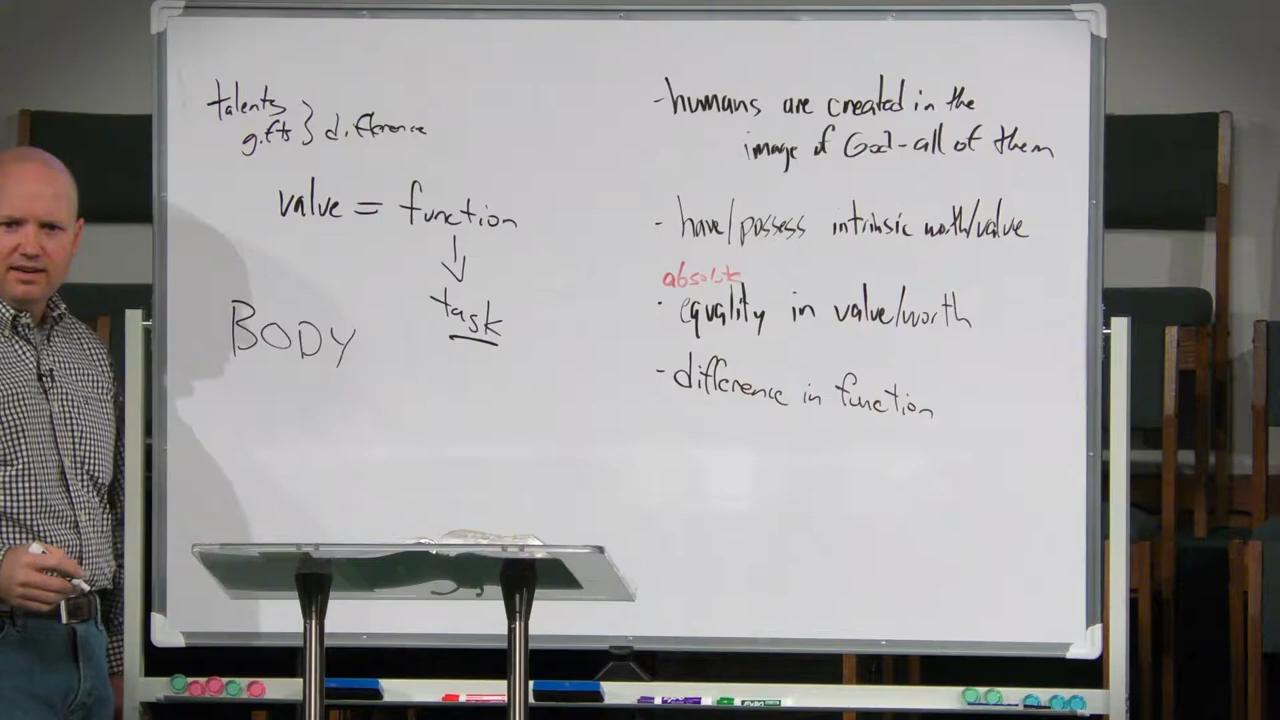 talents
gifts } difference
value = function
↓
task
BODY
- humans are created in the
image of God - all of them
- have/possess intrinsic worth/value
absolute
· equality in value/worth
- difference in function